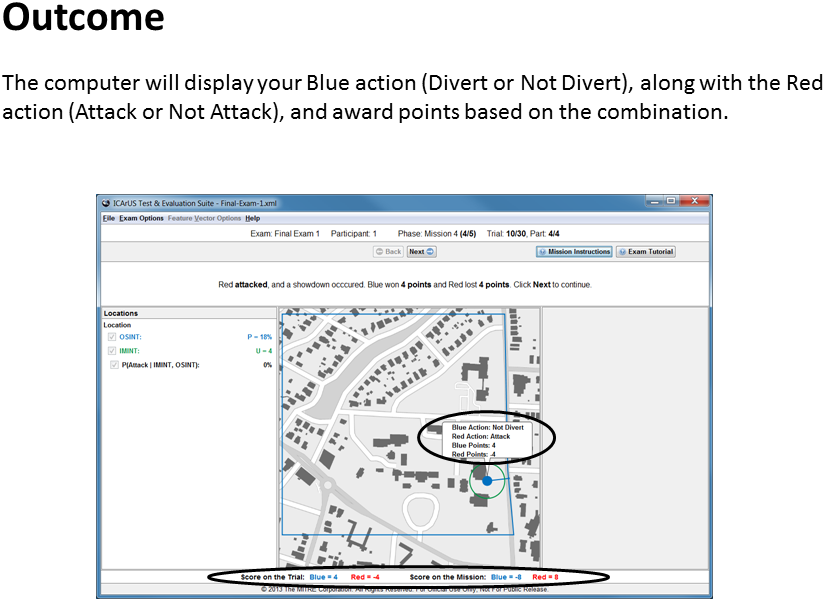 Outcome
The computer will display your Blue action (Divert or Not Divert), along with the Red
action (Attack or Not Attack), and award points based on the combination.
ICArUS Test & Evaluation Suite - Final-Exam-1.xml
File Exam Options Feature Vector Options Help
Exam: Final Exam 1 Participant: 1 Phase: Mission 4 (4/5) Trial: 10/30, Part: 4/4
Back Next Mission Instructions Exam Tutorial
Red attacked, and a showdown occcured. Blue won 4 points and Red lost 4 points. Click Next to continue.
Locations
Location
OSINT: P = 18%
IMINT: U = 4
P(Attack | IMINT, OSINT): 0%
Blue Action: Not Divert
Red Action: Attack
Blue Points: 4
Red Points: -4
Score on the Trial: Blue = 4 Red = -4 Score on the Mission: Blue = -8 Red = 8
© 2013 The MITRE Corporation. All Rights Reserved. For Official Use Only, Not For Public Release.